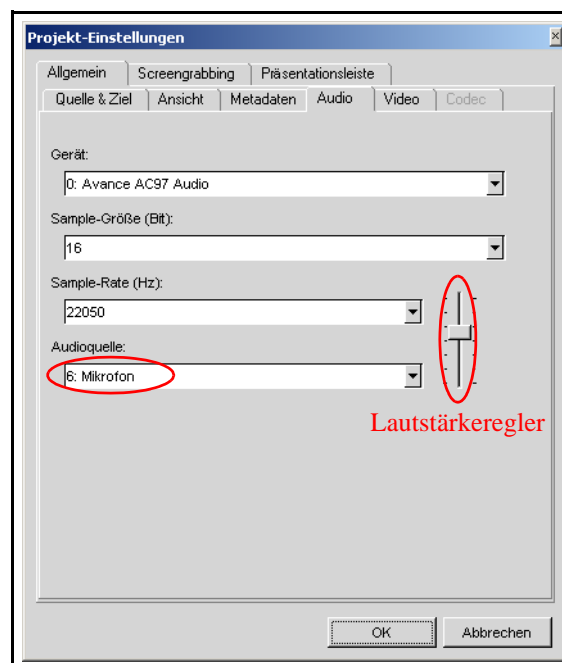 Projekt-Einstellungen
Allgemein Screengrabbing Präsentationsleiste
Quelle & Ziel Ansicht Metadaten Audio Video Codec
Gerät:
0: Avance AC97 Audio
Sample-Größe (Bit):
16
Sample-Rate (Hz):
22050
Audioquelle:
6: Mikrofon
Lautstärkeregler
OK Abbrechen